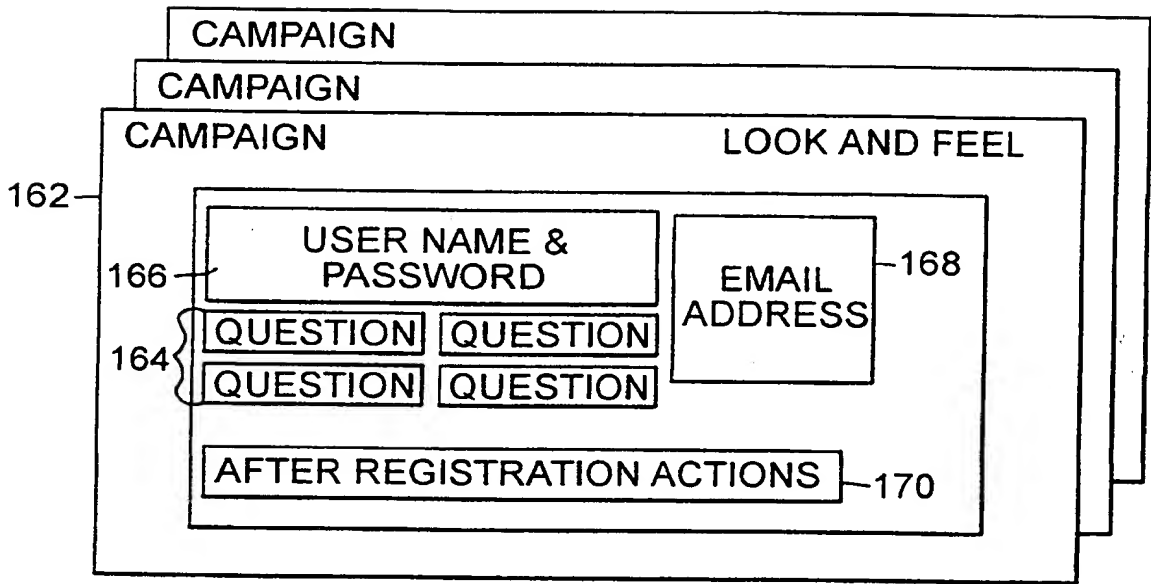 CAMPAIGN
CAMPAIGN
CAMPAIGN LOOK AND FEEL
162
USER NAME &
PASSWORD
166
EMAIL
ADDRESS
168
QUESTION QUESTION
164
QUESTION QUESTION
AFTER REGISTRATION ACTIONS
170